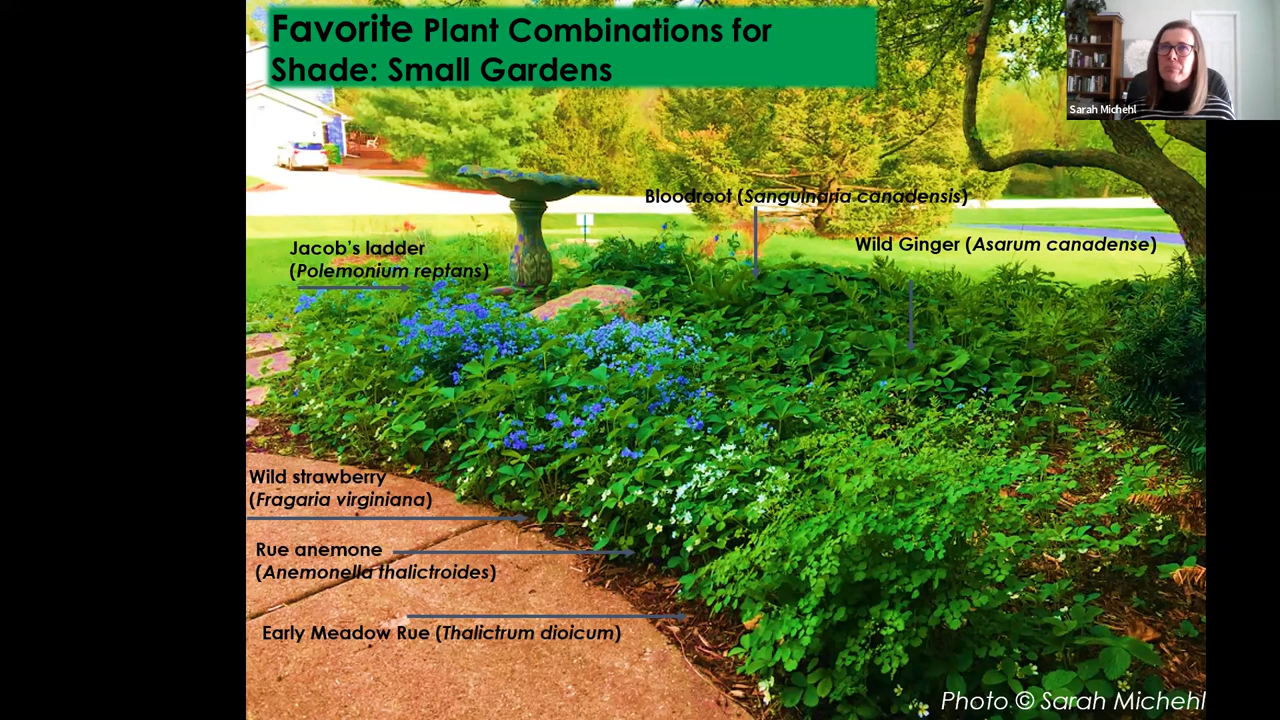 Favorite Plant Combinations for
Shade: Small Gardens
Sarah Michehl
Bloodroot (Sanguinaria canadensis)
Wild Ginger (Asarum canadense)
Jacob's ladder
(Polemonium reptans)
Wild strawberry
(Fragaria virginiana)
Rue anemone
(Anemonella thalictroides)
Early Meadow Rue (Thalictrum dioicum)
Photo © Sarah Michehl